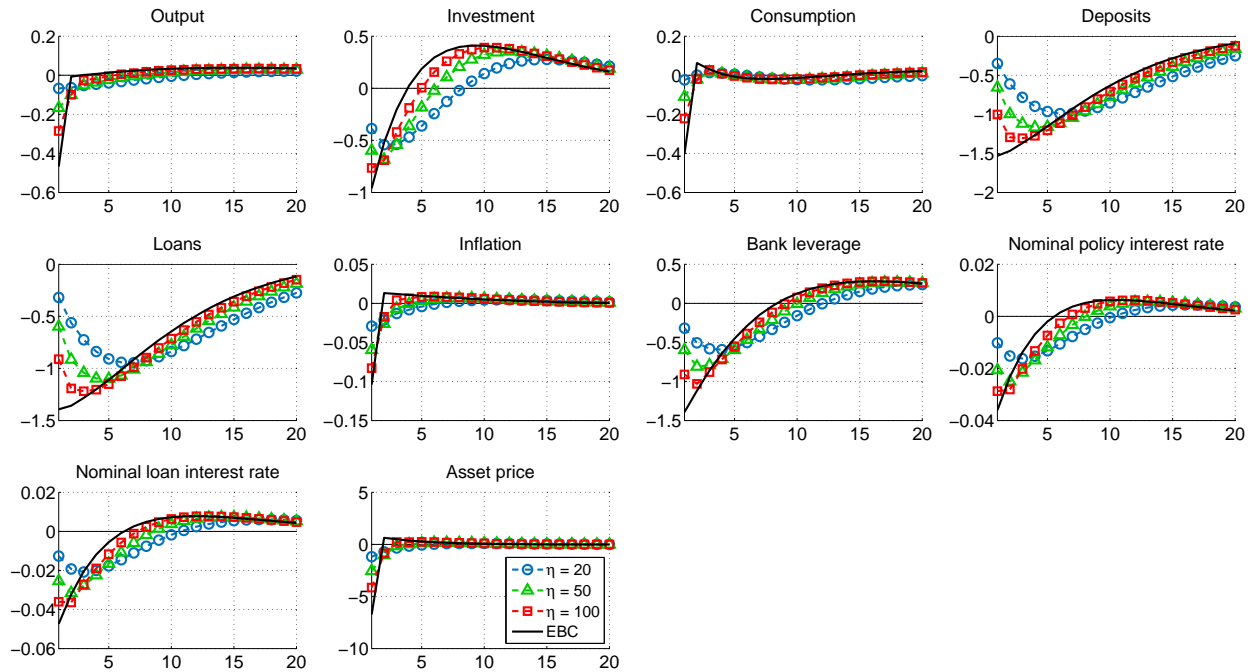 Output
Investment
Consumption
Deposits
0.2
0
−0.2
−0.4
−0.6
5 10 15 20
0.5
0
−0.5
−1
5 10 15 20
0.2
0
−0.2
−0.4
−0.6
5 10 15 20
0
−0.5
−1
−1.5
−2
5 10 15 20
Loans
Inflation
Bank leverage
Nominal policy interest rate
0
−0.5
−1
−1.5
5 10 15 20
0.05
0
−0.05
−0.1
−0.15
5 10 15 20
0.5
0
−0.5
−1
−1.5
5 10 15 20
0.02
0
−0.02
−0.04
5 10 15 20
Nominal loan interest rate
Asset price
0.02
0
−0.02
−0.04
−0.06
5 10 15 20
5
0
−5
−10
5 10 15 20
η = 20
η = 50
η = 100
EBC